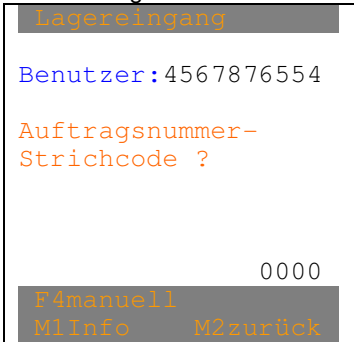 Lagereingang
Benutzer:4567876554
Auftragsnummer-
Strichcode ?
0000
F4manuell
M1Info M2zurück